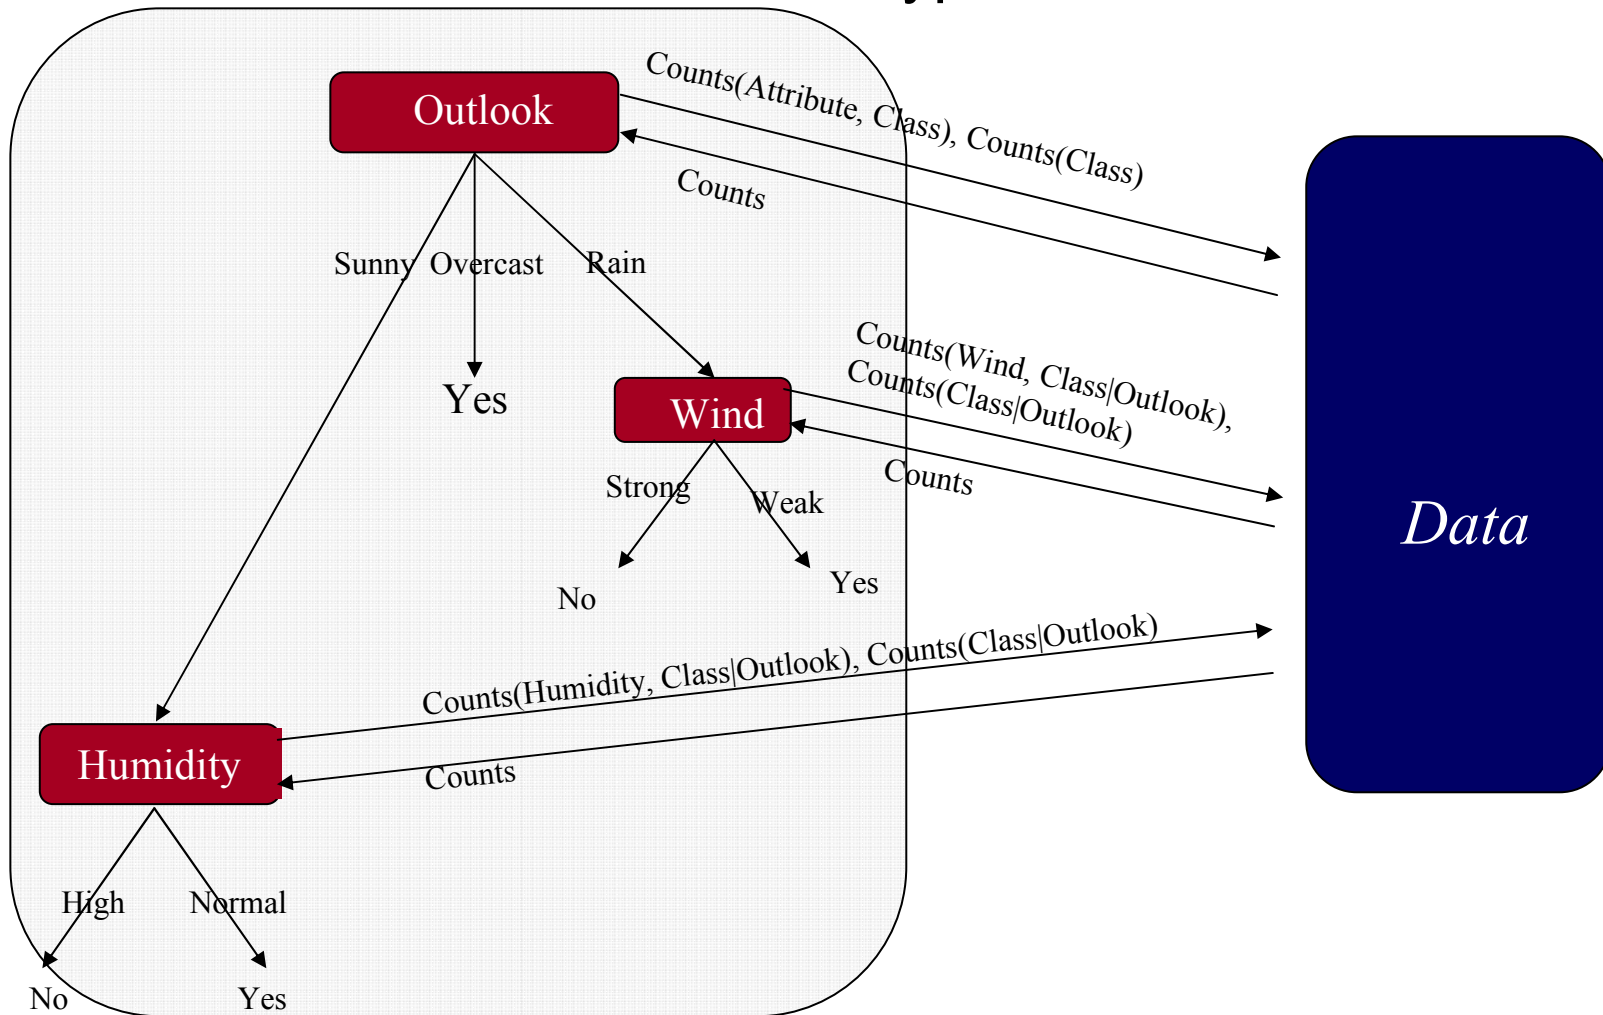 Outlook
Counts(Attribute, Class), Counts(Class)
Counts
Sunny
Overcast
Rain
Yes
Wind
Counts(Wind, Class|Outlook),
Counts(Class|Outlook)
Counts
Strong
Weak
No
Yes
Data
Counts(Humidity, Class|Outlook), Counts(Class|Outlook)
Counts
Humidity
High
Normal
No
Yes